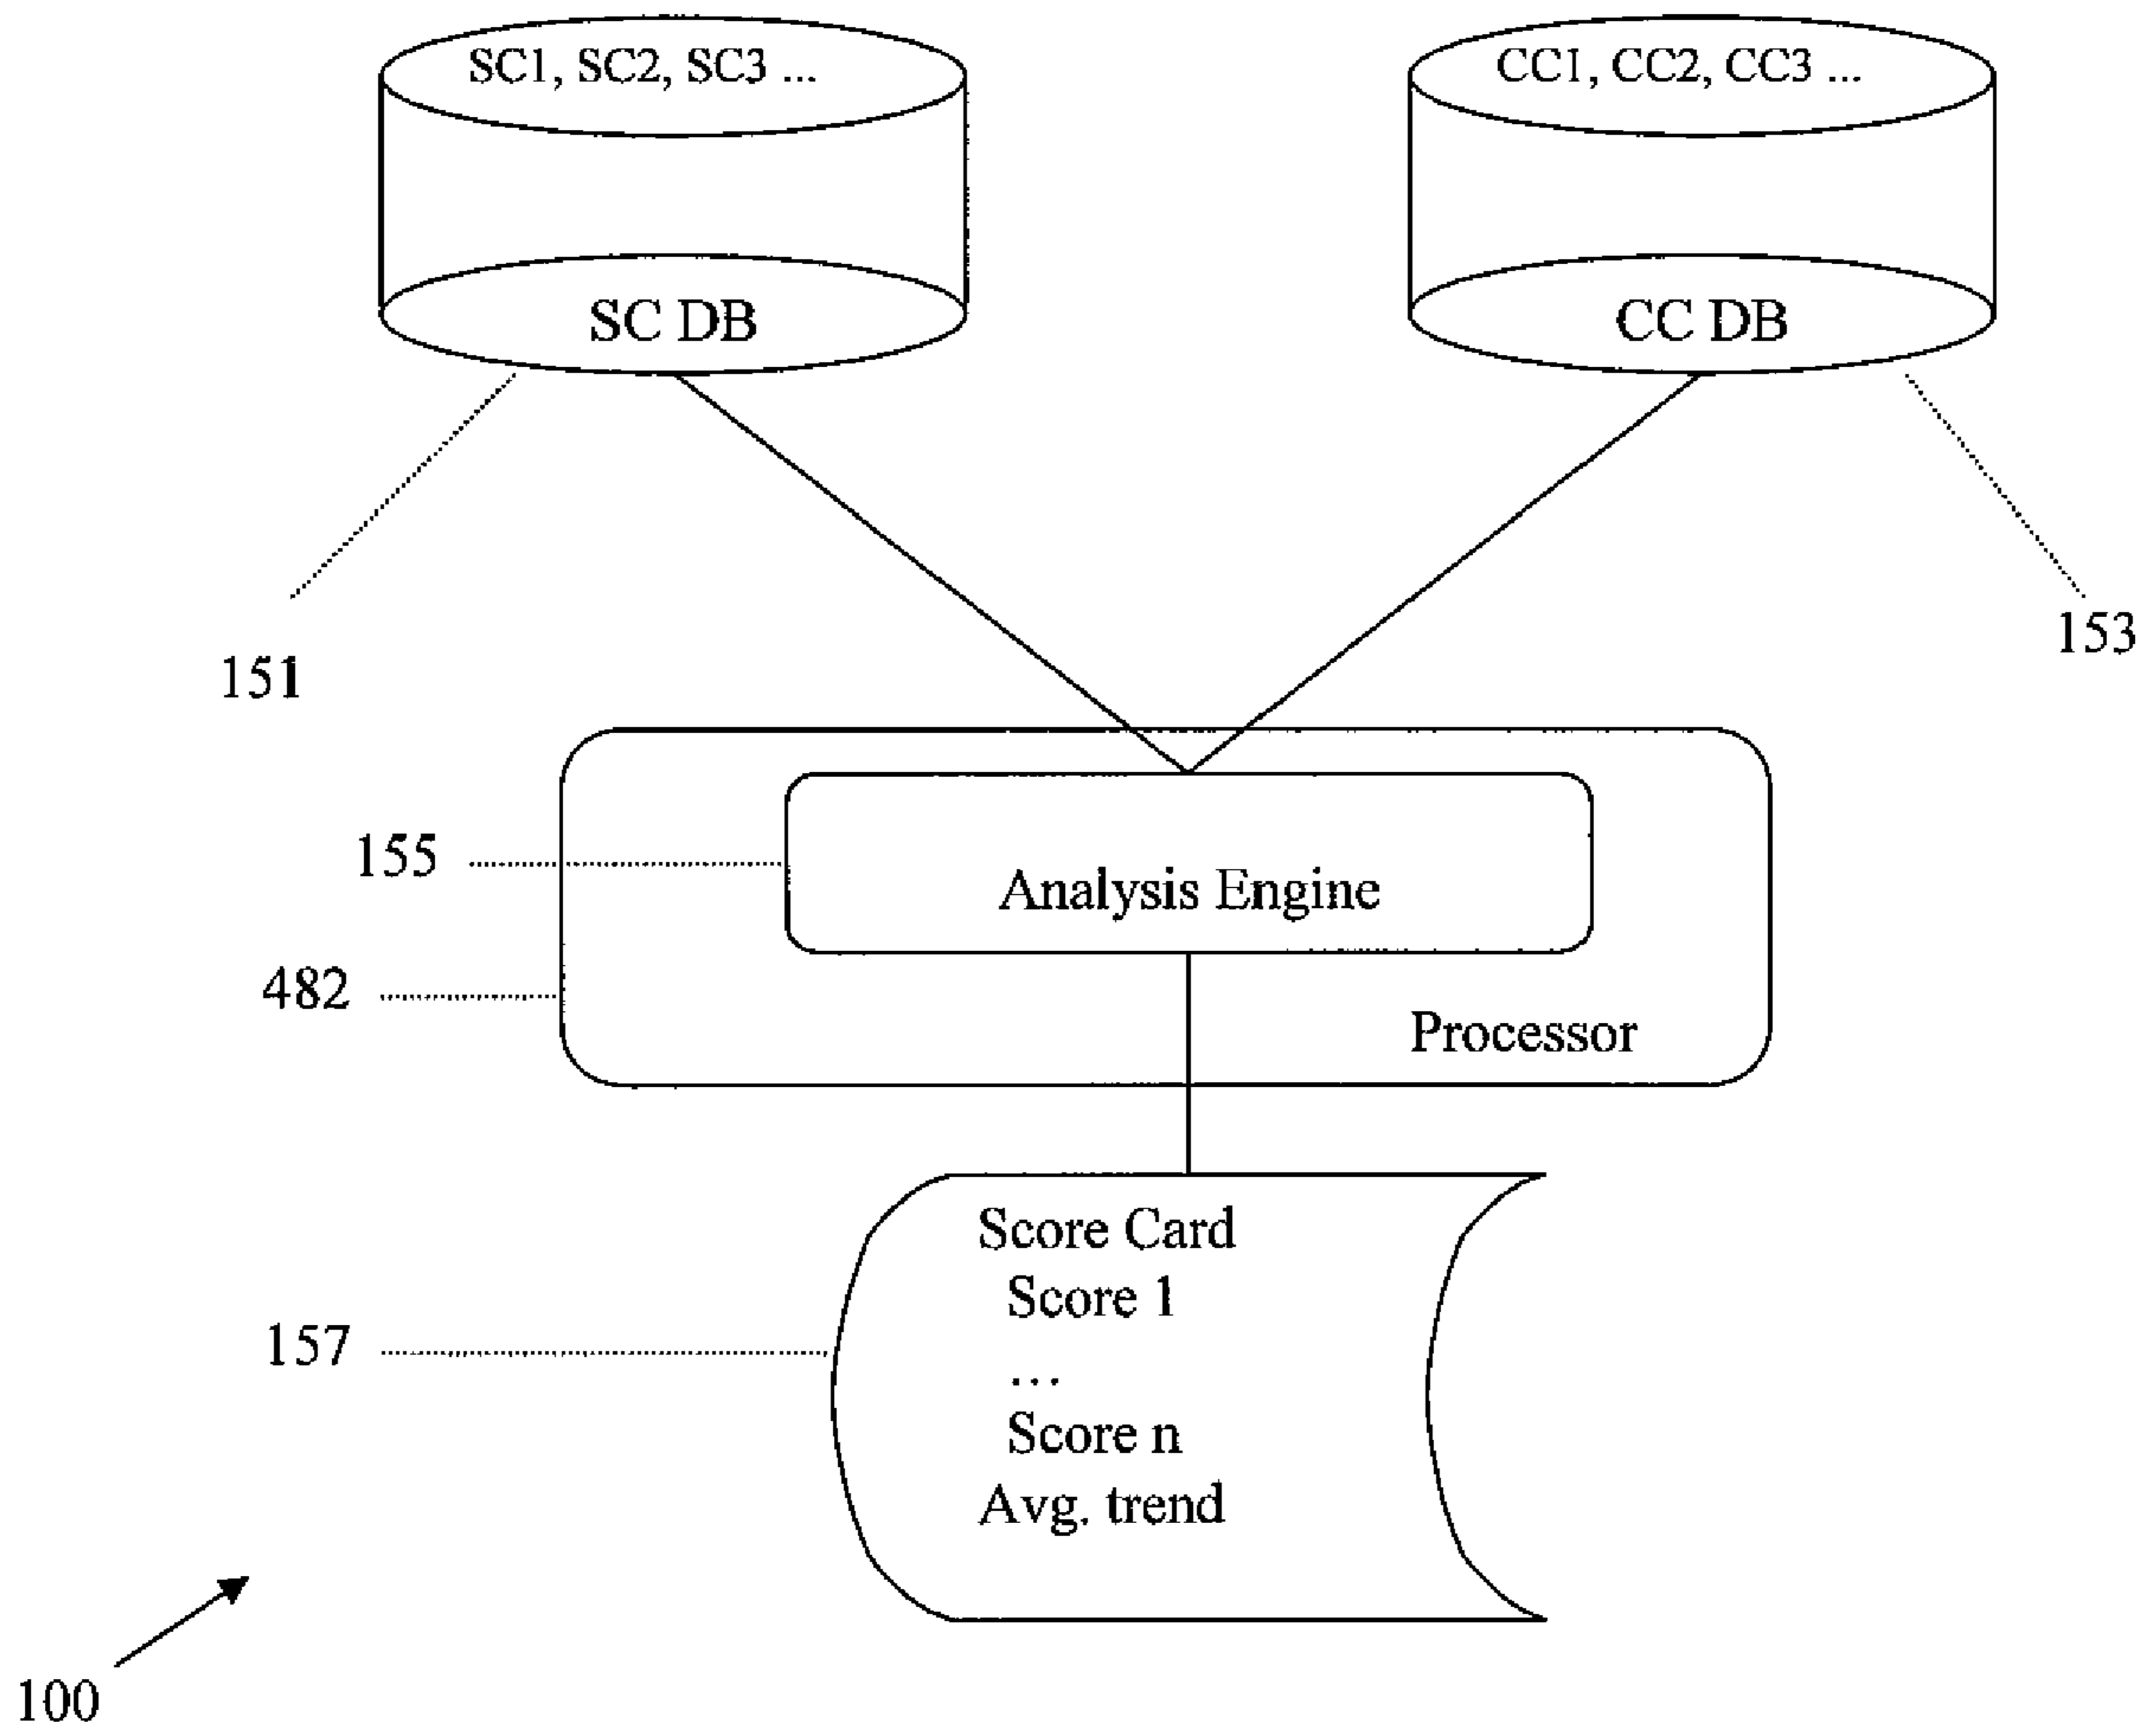 SC1, SC2, SC3 ...
CC1, CC2, CC3 ...
SC DB
CC DB
151
153
155
Analysis Engine
482
Processor
Score Card
Score 1
157
...
Score n
Avg. trend
100